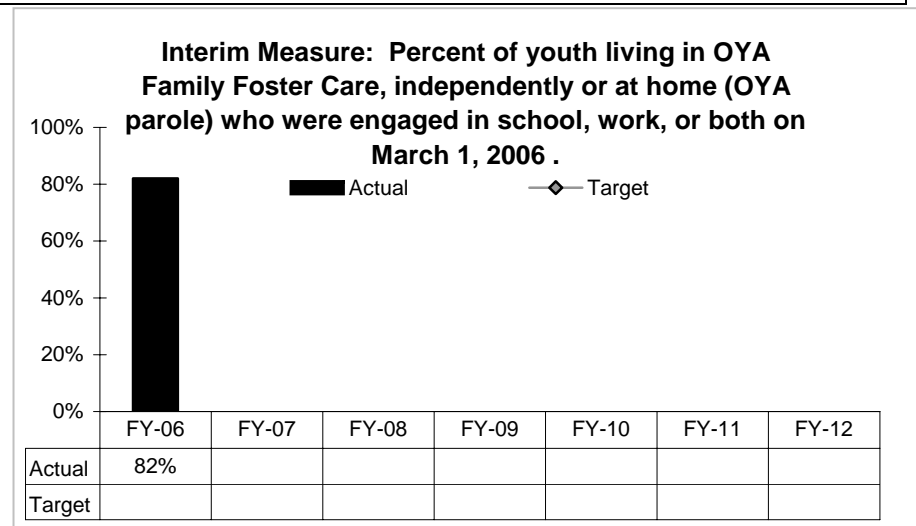 Interim Measure:  Percent of youth living in OYA
Family Foster Care, independently or at home (OYA
parole) who were engaged in school, work, or both on
March 1, 2006 .
Actual
Target
100%
80%
60%
40%
20%
0%
FY-06 FY-07 FY-08 FY-09 FY-10 FY-11 FY-12
Actual 82%
Target